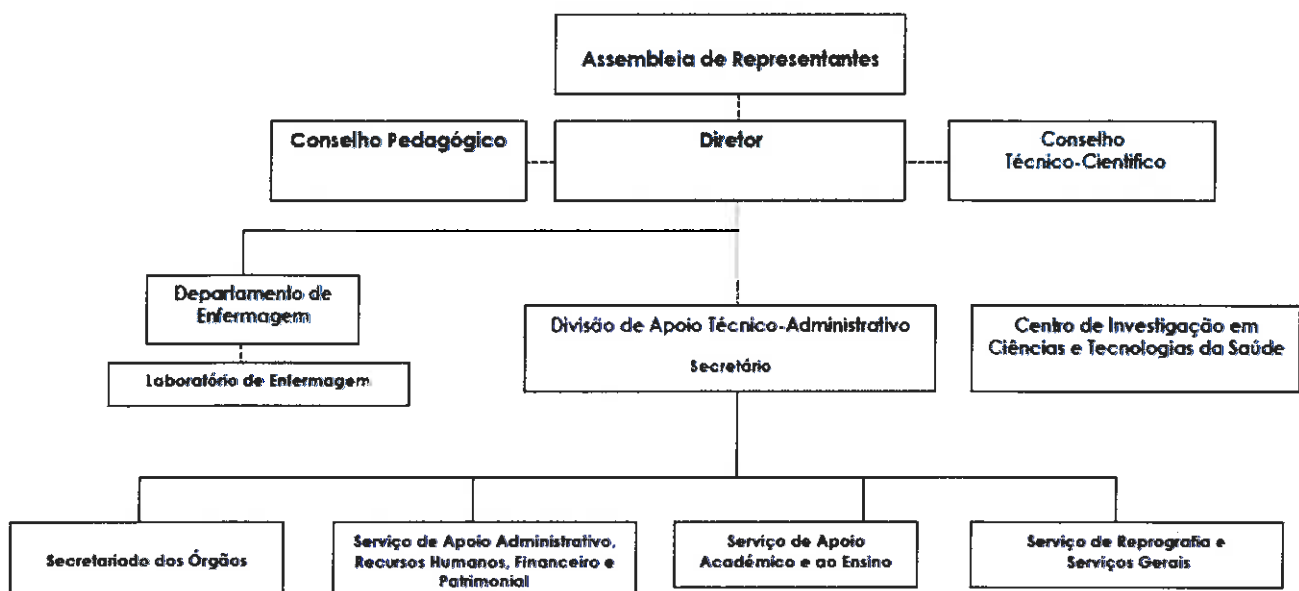 Assembleia de Representantes
Conselho Pedagógico
Diretor
Conselho
Técnico-Científico
Departamento de
Enfermagem
Divisão de Apoio Técnico-Administrativo
Secretário
Centro de Investigação em
Ciências e Tecnologias da Saúde
Laboratório de Enfermagem
Secretariado dos Órgãos
Serviço de Apoio Administrativo,
Recursos Humanos, Financeiro e
Patrimonial
Serviço de Apoio
Académico e ao Ensino
Serviço de Reprografia e
Serviços Gerais